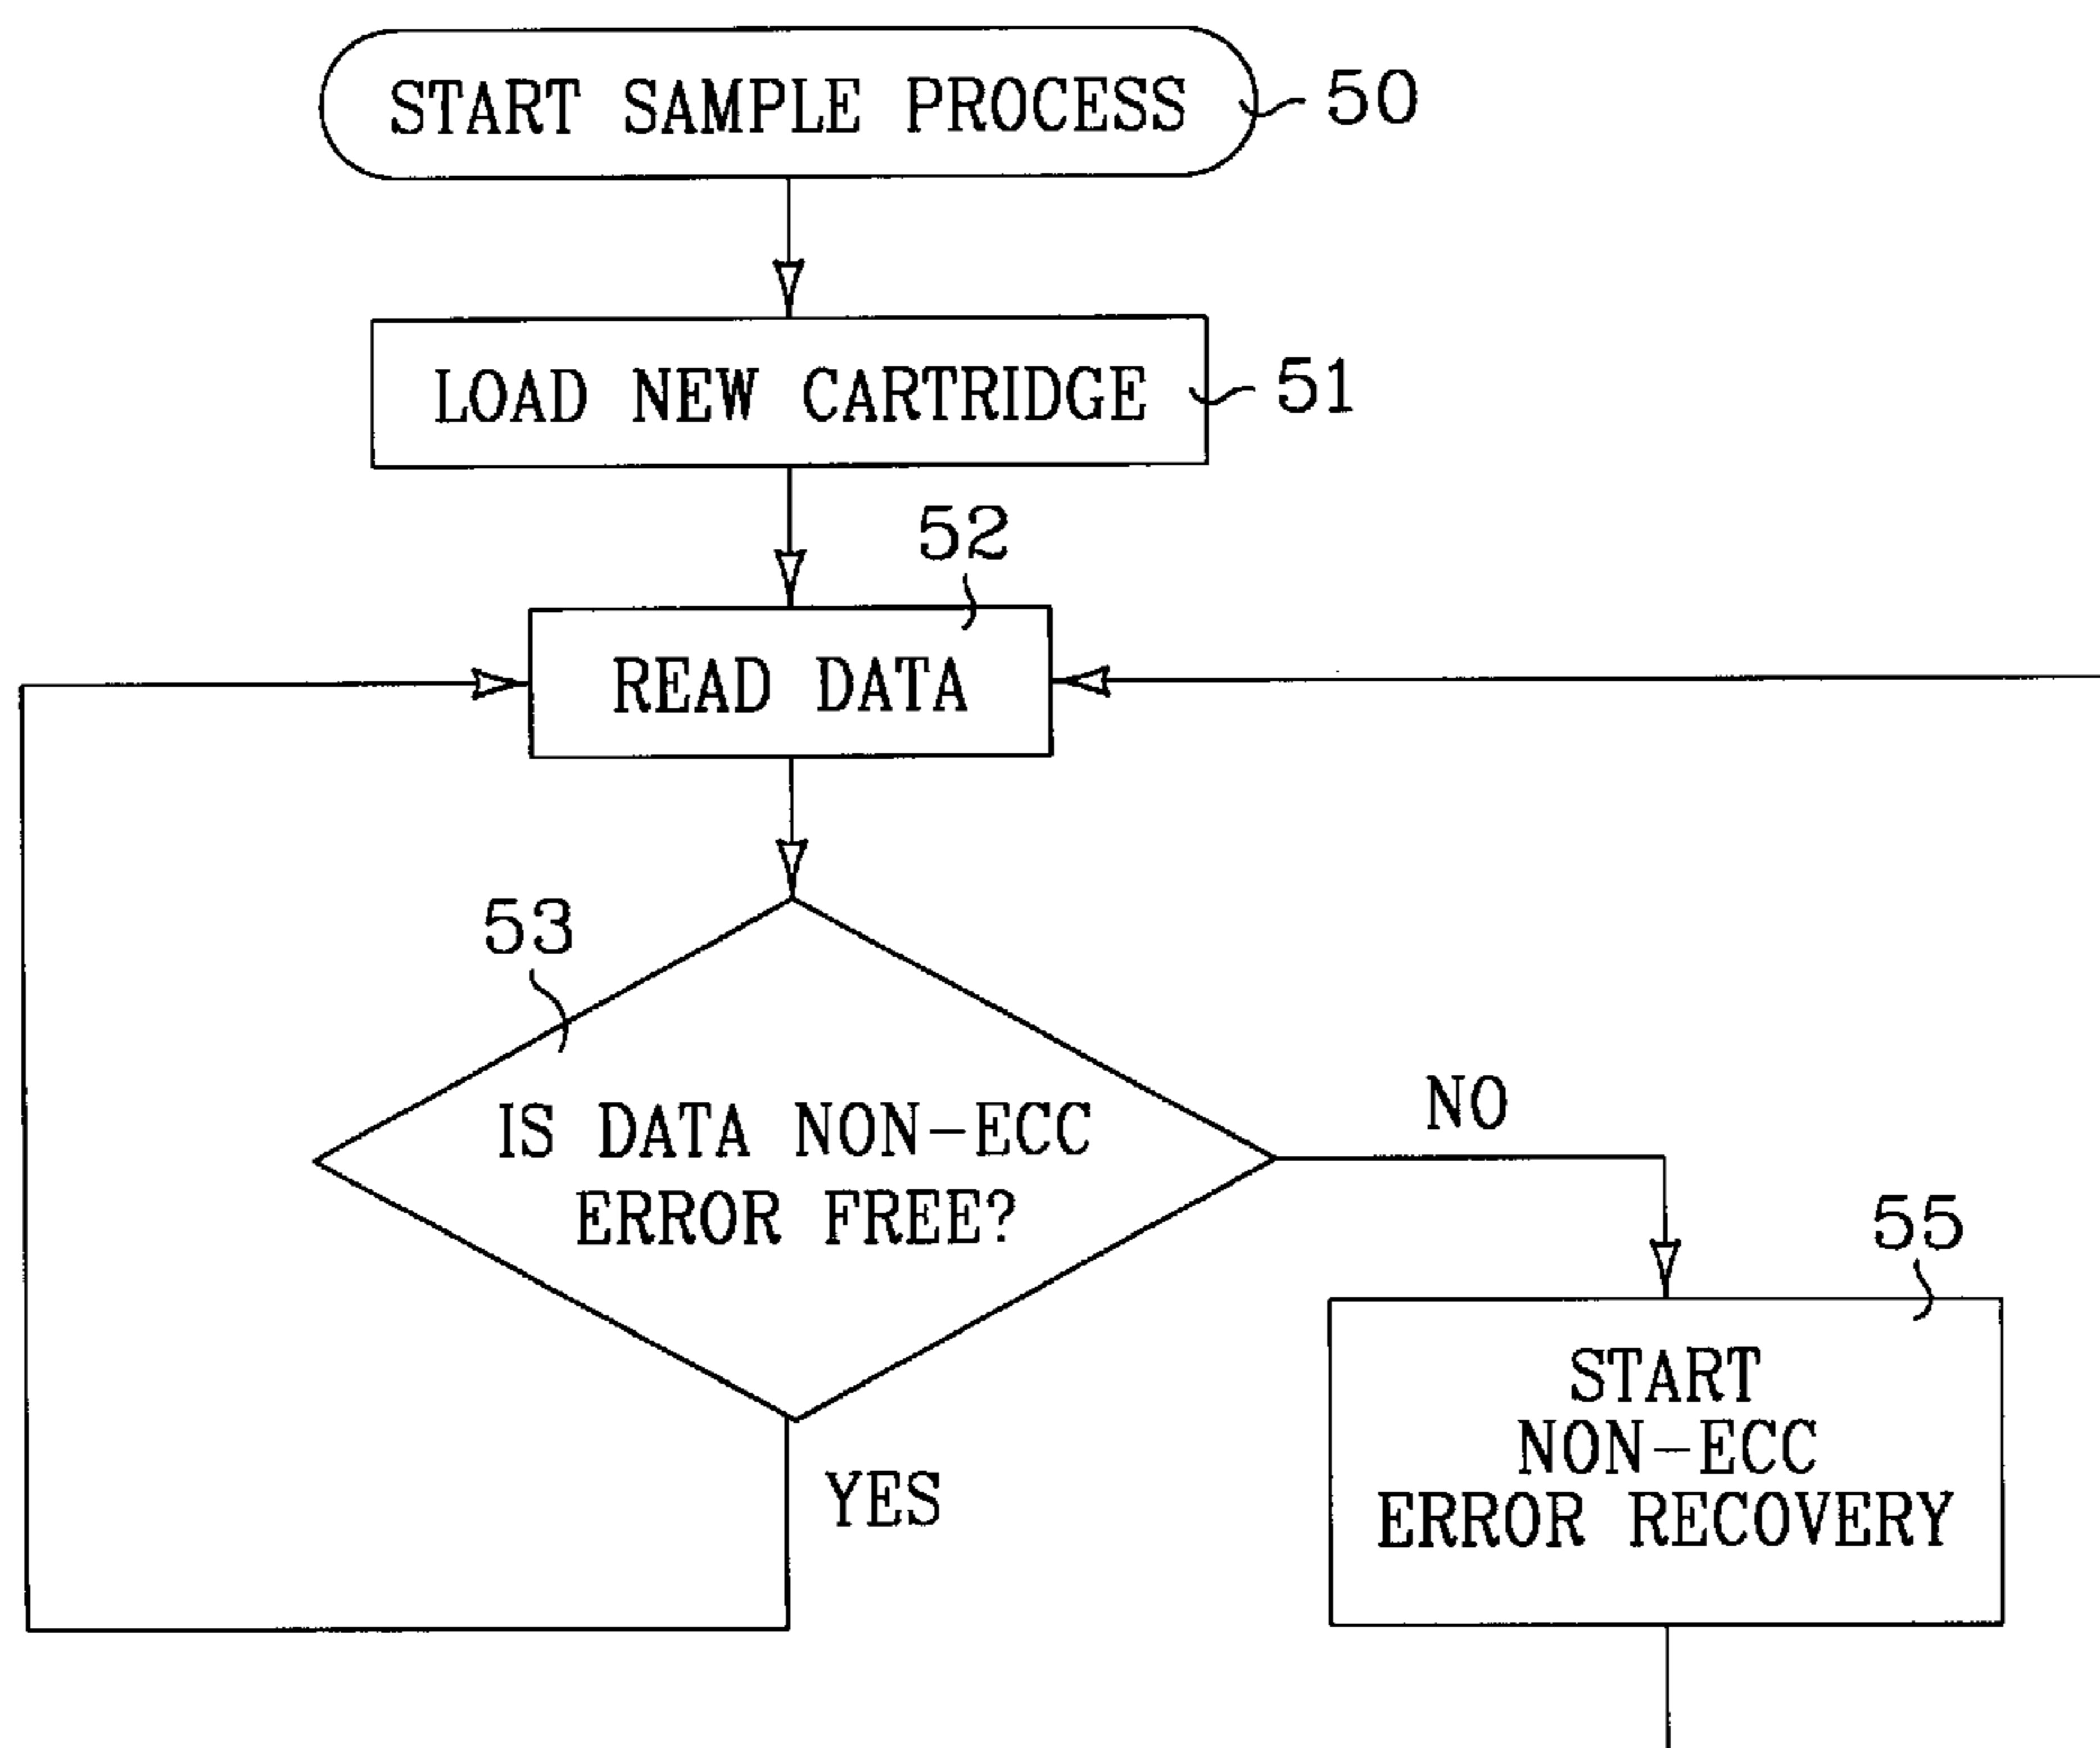 START SAMPLE PROCESS
50
LOAD NEW CARTRIDGE
51
52
READ DATA
53
IS DATA NON-ECC
ERROR FREE?
NO
55
START
NON-ECC
ERROR RECOVERY
YES